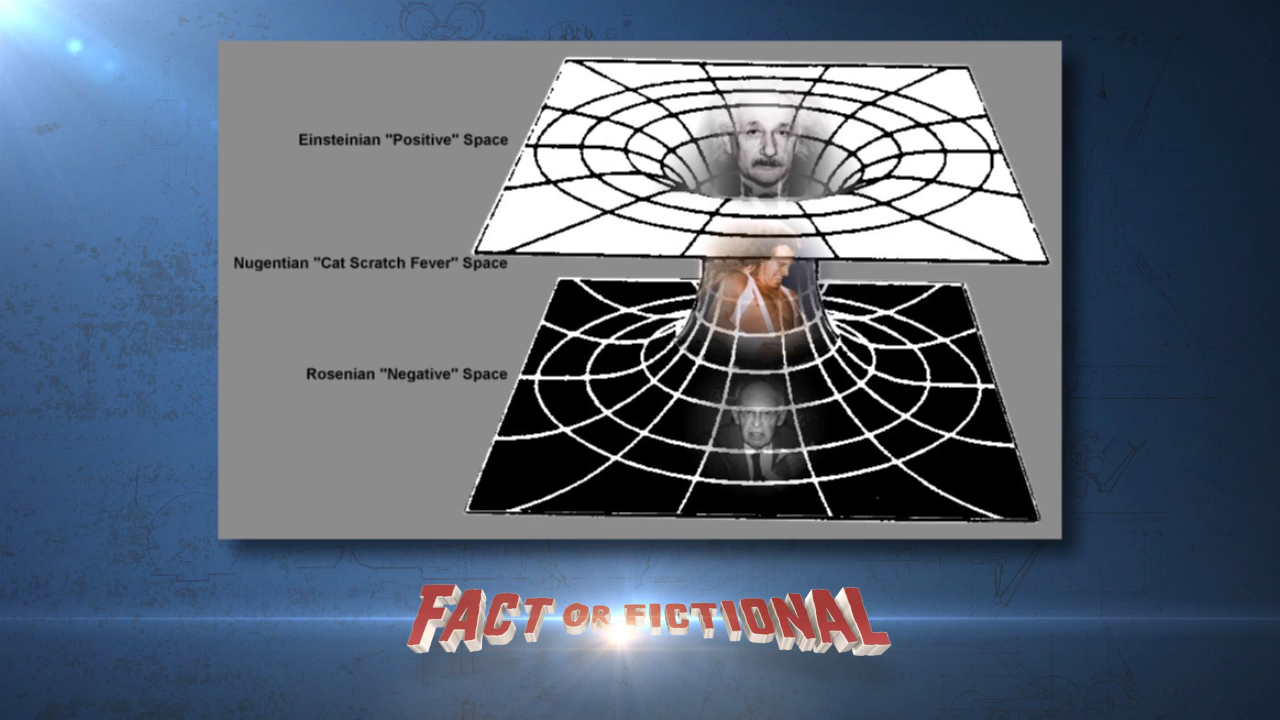 Einsteinian "Positive" Space
Nugentian "Cat Scratch Fever" Space
Rosenian "Negative" Space
FACT OR FICTIONAL